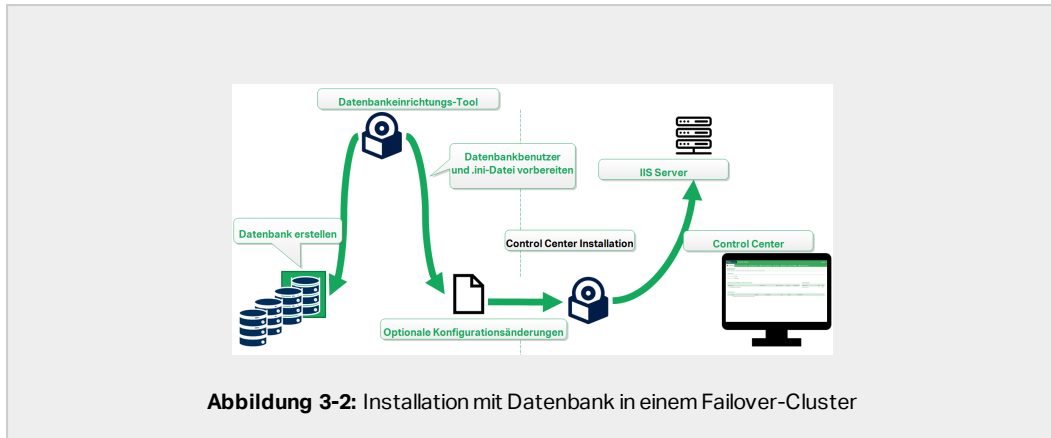 Datenbankeinrichtungs-Tool
Datenbankbenutzer
und .ini-Datei vorbereiten
IIS Server
Datenbank erstellen
Control Center Installation
Control Center
Optionale Konfigurationsänderungen
Abbildung 3-2: Installation mit Datenbank in einem Failover-Cluster